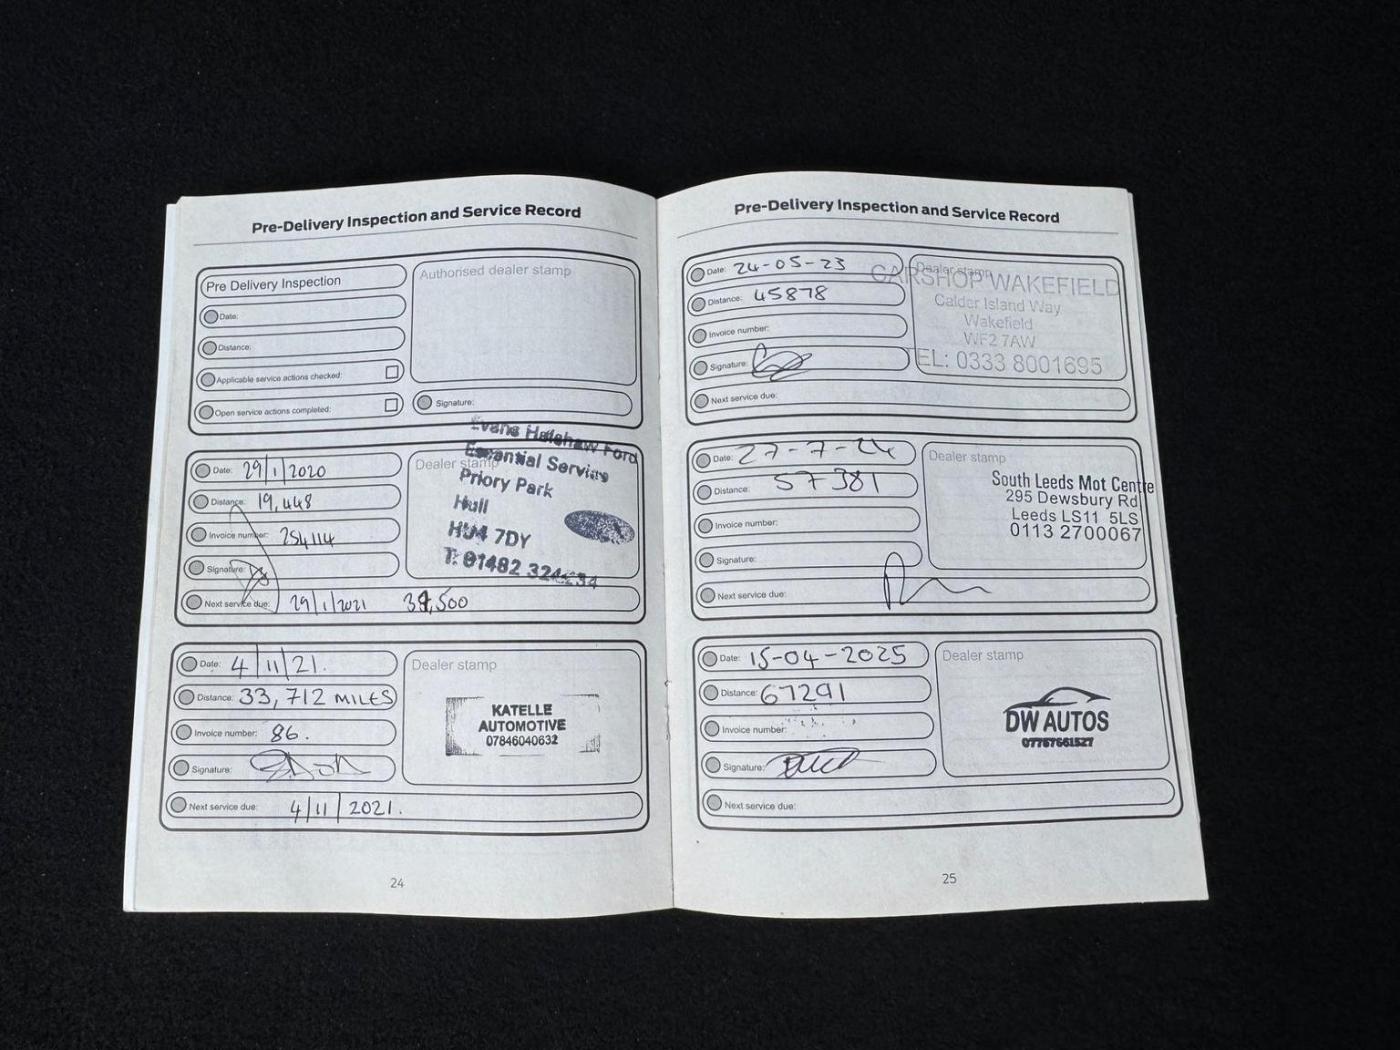 Pre-Delivery Inspection and Service Record
Pre Delivery Inspection
Date:
Distance:
Applicable service actions checked:
Open service actions completed:
Authorised dealer stamp
Signature:
Date: 29/1/2020
Distance: 19,448
Invoice number: 254114
Signature:
Next service due: 29/1/2021 38,500
Dealer stamp
Evans Halshaw Ford
Essential Service
Priory Park
Hull
HU4 7DY
T: 01482
Date: 4/11/21.
Distance: 33,712 MILES
Invoice number: 86.
Signature:
Next service due: 4/11/2021.
Dealer stamp
KATELLE
AUTOMOTIVE
07846040632
24
Pre-Delivery Inspection and Service Record
Date: 24-05-23
Distance: 45878
Invoice number:
Signature:
Next service due:
Dealer stamp
CARSHOP WAKEFIELD
Calder Island Way
Wakefield
WF2 7AW
TEL: 0333 8001695
Date: 27-7-24
Distance: 57381
Invoice number:
Signature:
Next service due:
Dealer stamp
South Leeds Mot Centre
295 Dewsbury Rd
Leeds LS11 5LS
0113 2700067
Date: 15-04-2025
Distance: 67291
Invoice number:
Signature:
Next service due:
Dealer stamp
DW AUTOS
07767661527
25